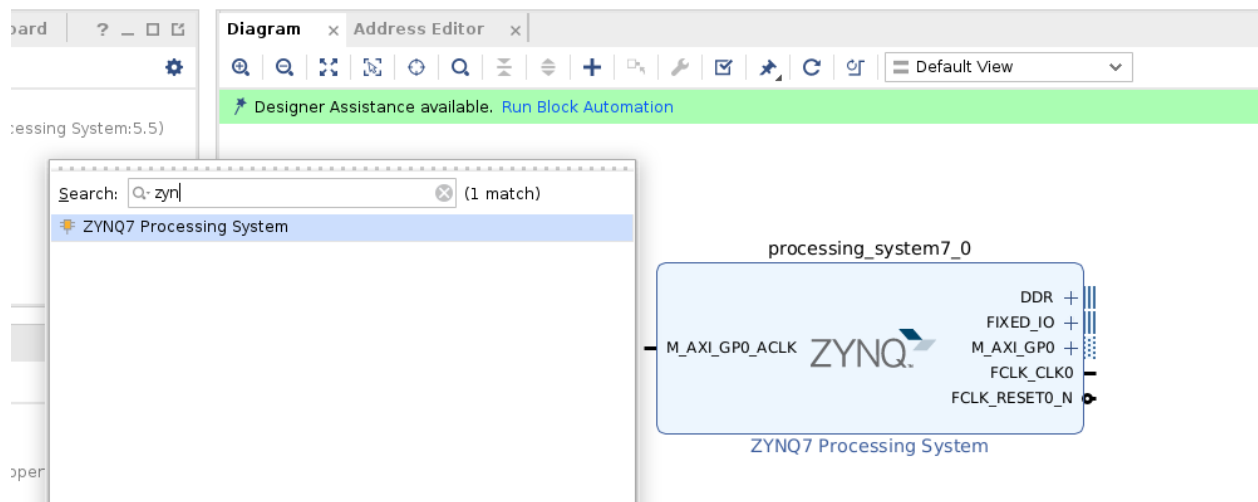 oard ? Diagram × Address Editor ×
Default View
Designer Assistance available. Run Block Automation
cessing System:5.5)
Search: zyn (1 match)
ZYNQ7 Processing System
processing_system7_0
DDR
FIXED_IO
M_AXI_GP0_ACLK ZYNQ M_AXI_GP0
FCLK_CLK0
FCLK_RESET0_N
ZYNQ7 Processing System
oper